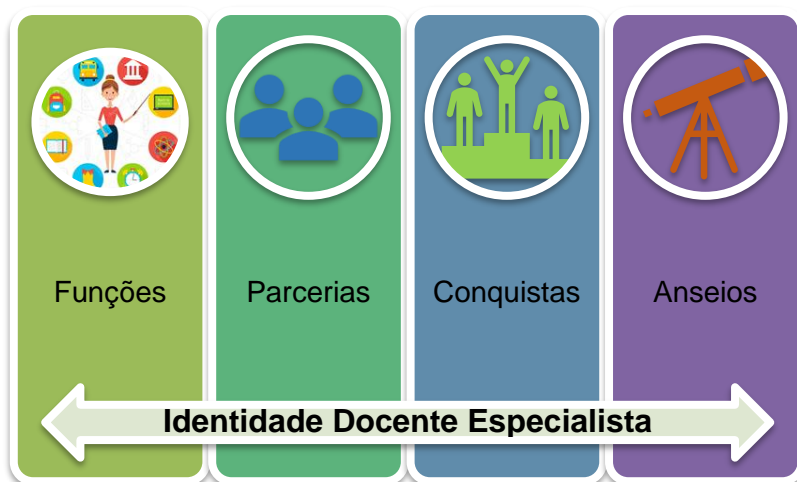 Funções
Parcerias
Conquistas
Anseios
Identidade Docente Especialista